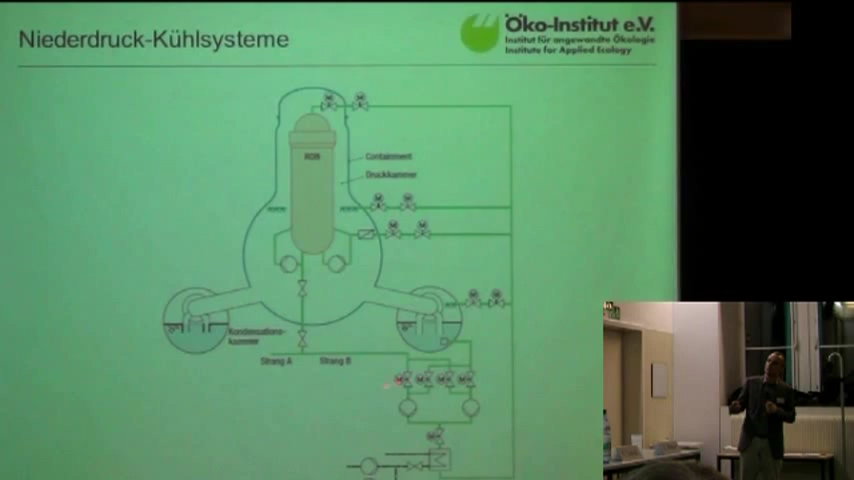 Niederdruck-Kühlsysteme
Öko-Institut e.V.
Institut für angewandte Ökologie
Institute for Applied Ecology
M M
RDB
Containment
Druckkammer
M M
M M
M M
Kondensations-
kammer
Strang A Strang B
M M M M
M